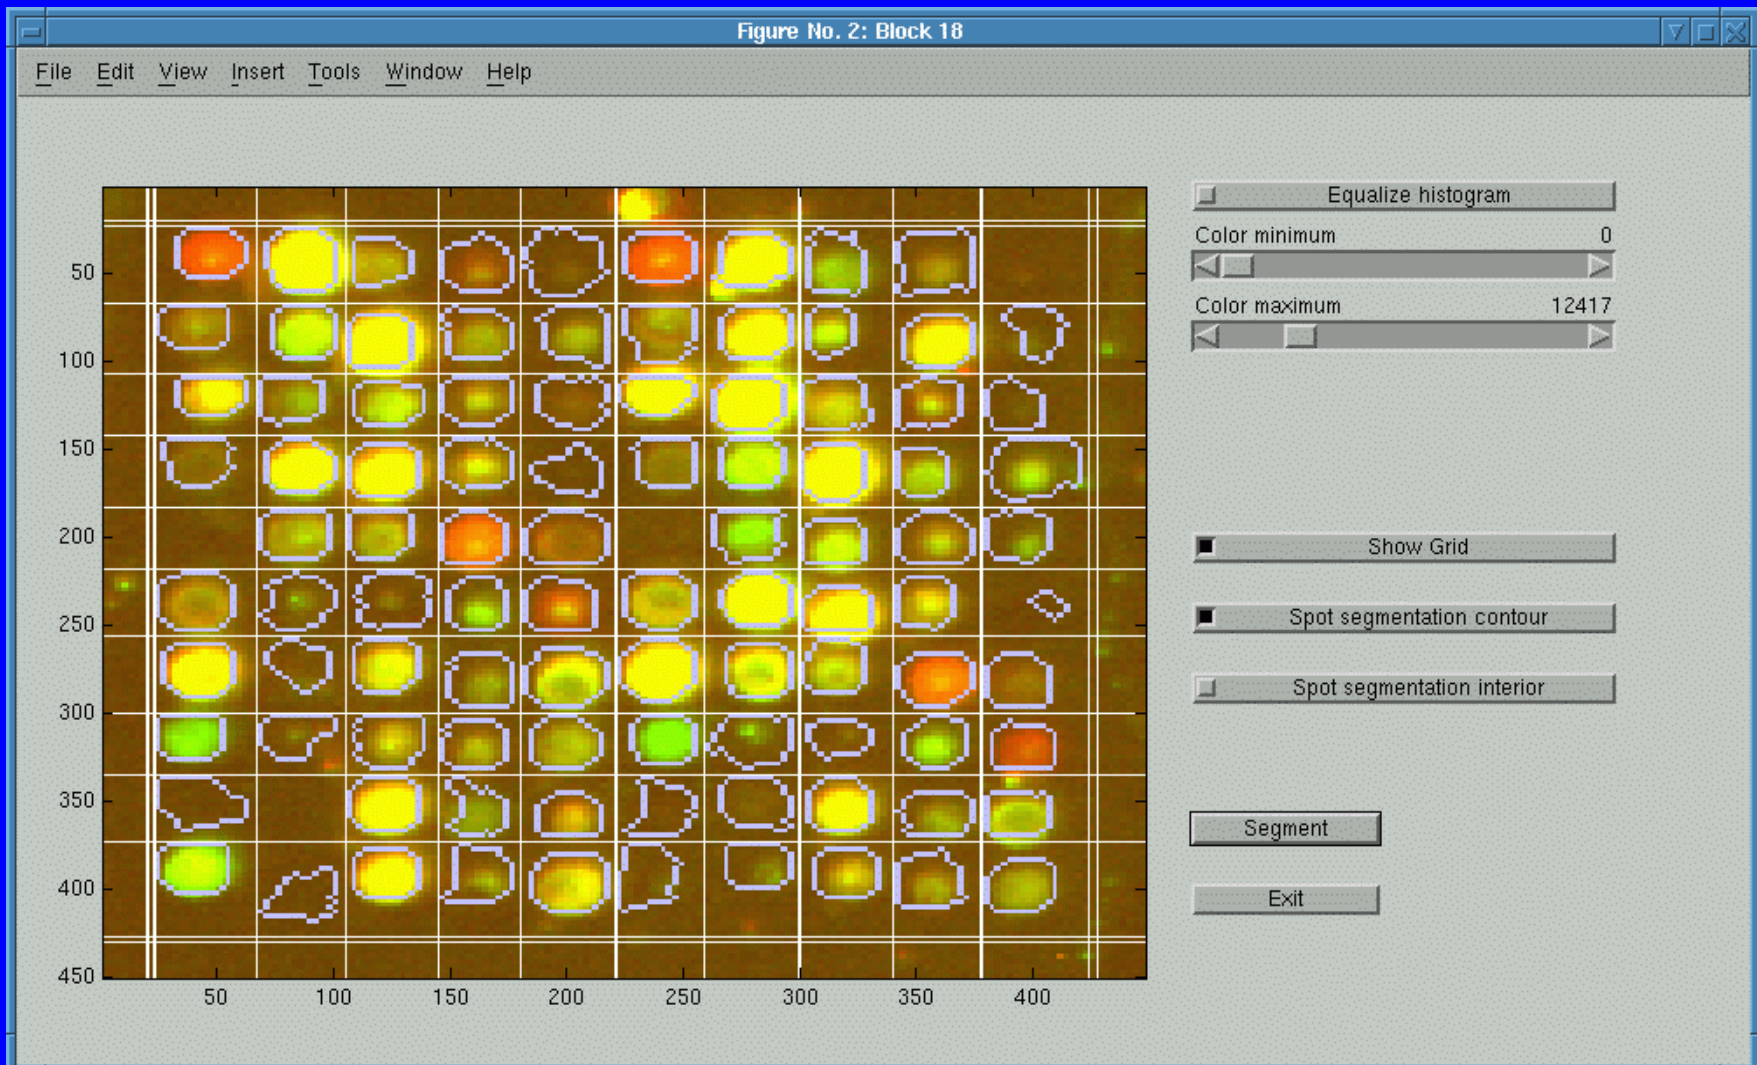 Figure No. 2: Block 18
File Edit View Insert Tools Window Help
Equalize histogram
Color minimum 0
Color maximum 12417
Show Grid
Spot segmentation contour
Spot segmentation interior
Segment
Exit
50
100
150
200
250
300
350
400
450
50 100 150 200 250 300 350 400